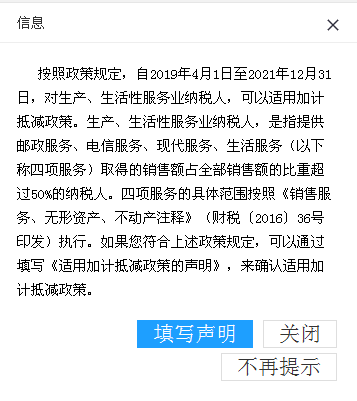 信息
按照政策规定，自2019年4月1日至2021年12月31
日，对生产、生活性服务业纳税人，可以适用加计
抵减政策。生产、生活性服务业纳税人，是指提供
邮政服务、电信服务、现代服务、生活服务（以下
称四项服务）取得的销售额占全部销售额的比重超
过50%的纳税人。四项服务的具体范围按照《销售服
务、无形资产、不动产注释》（财税〔2016〕36号
印发）执行。如果您符合上述政策规定，可以通过
填写《适用加计抵减政策的声明》，来确认适用加
计抵减政策。
填写声明 关闭
不再提示